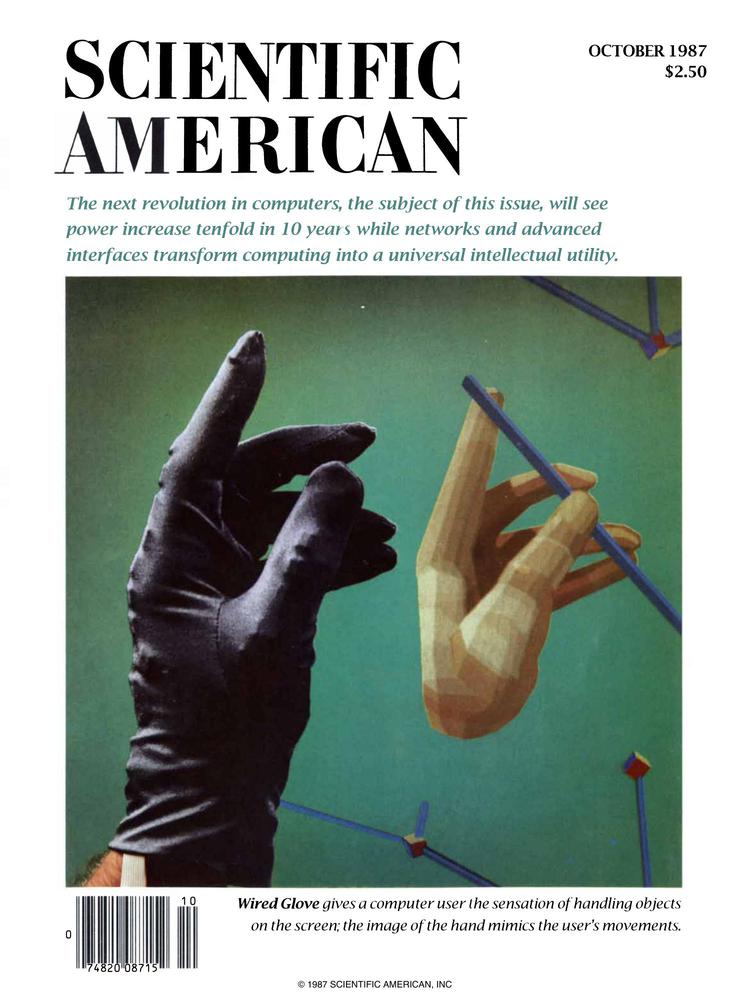 SCIENTIFIC
AMERICAN
OCTOBER 1987
$2.50
The next revolution in computers, the subject of this issue, will see
power increase tenfold in 10 years while networks and advanced
interfaces transform computing into a universal intellectual utility.
10
0
74820 08715
Wired Glove gives a computer user the sensation of handling objects
on the screen; the image of the hand mimics the user's movements.
© 1987 SCIENTIFIC AMERICAN, INC